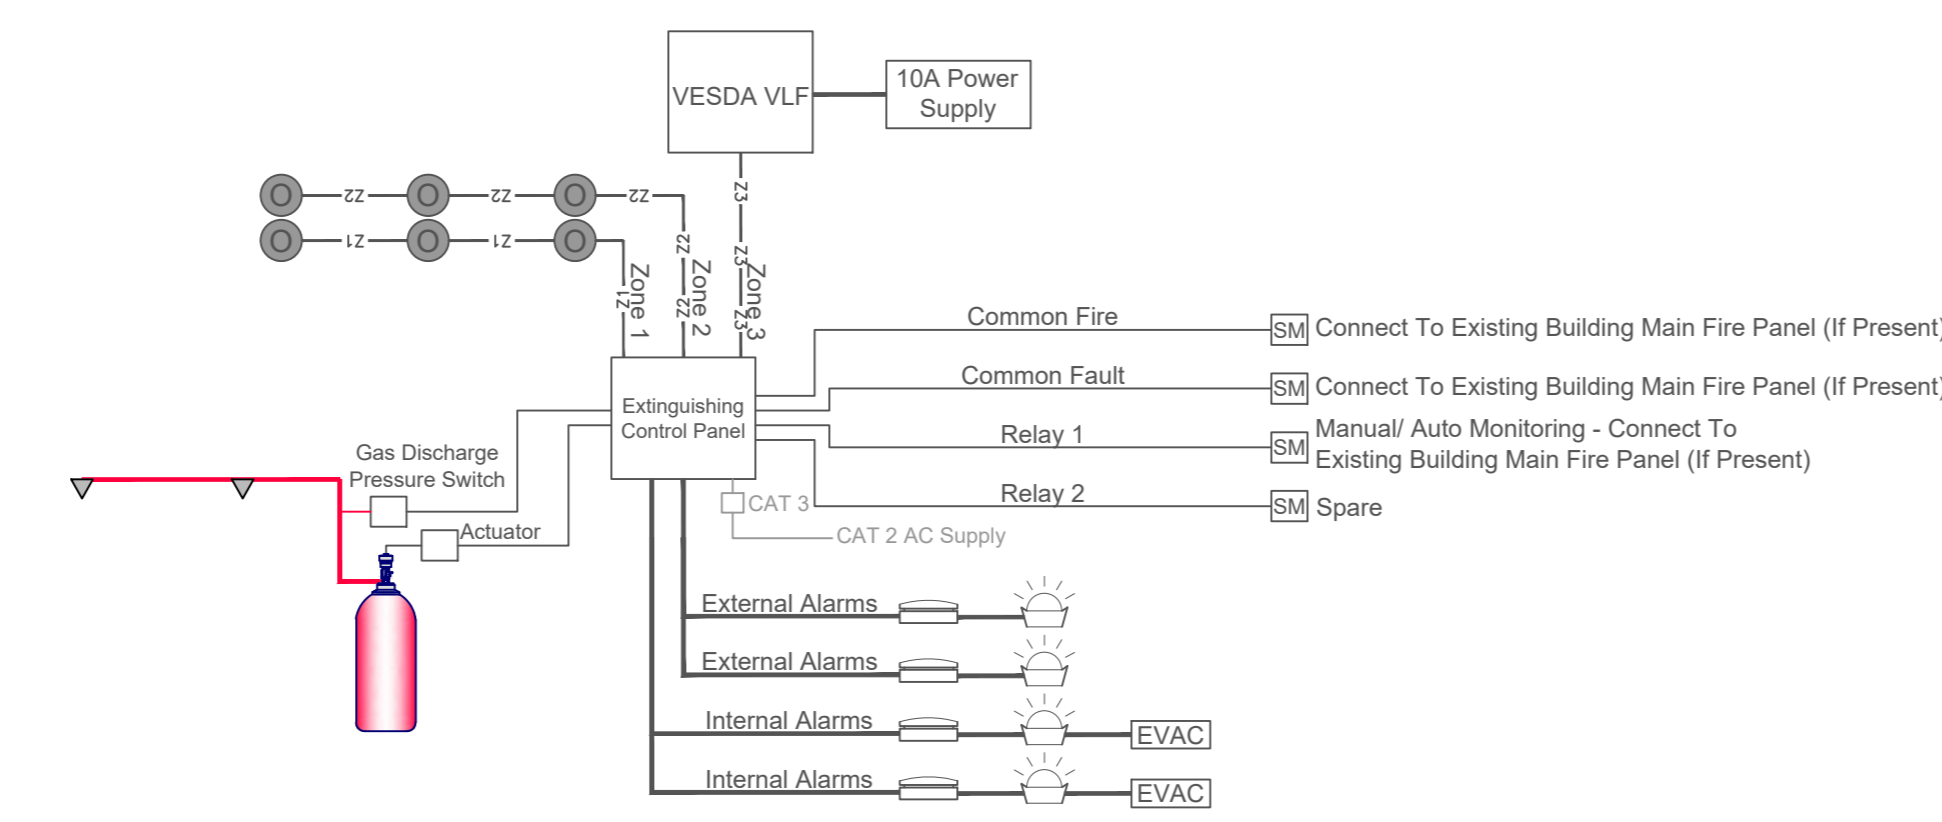 VESDA VLF
10A Power
Supply
O Z2 O Z2 O Z2
O Z1 O Z1 O
Z2
Z2
Z1
Z3
Z3
Z3
Zone 1
Zone 2
Zone 3
Extinguishing
Control Panel
Common Fire
SM Connect To Existing Building Main Fire Panel (If Present)
Common Fault
SM Connect To Existing Building Main Fire Panel (If Present)
Relay 1
SM Manual/ Auto Monitoring - Connect To
Existing Building Main Fire Panel (If Present)
Relay 2
SM Spare
Gas Discharge
Pressure Switch
Actuator
CAT 3
CAT 2 AC Supply
External Alarms
External Alarms
Internal Alarms
EVAC
Internal Alarms
EVAC